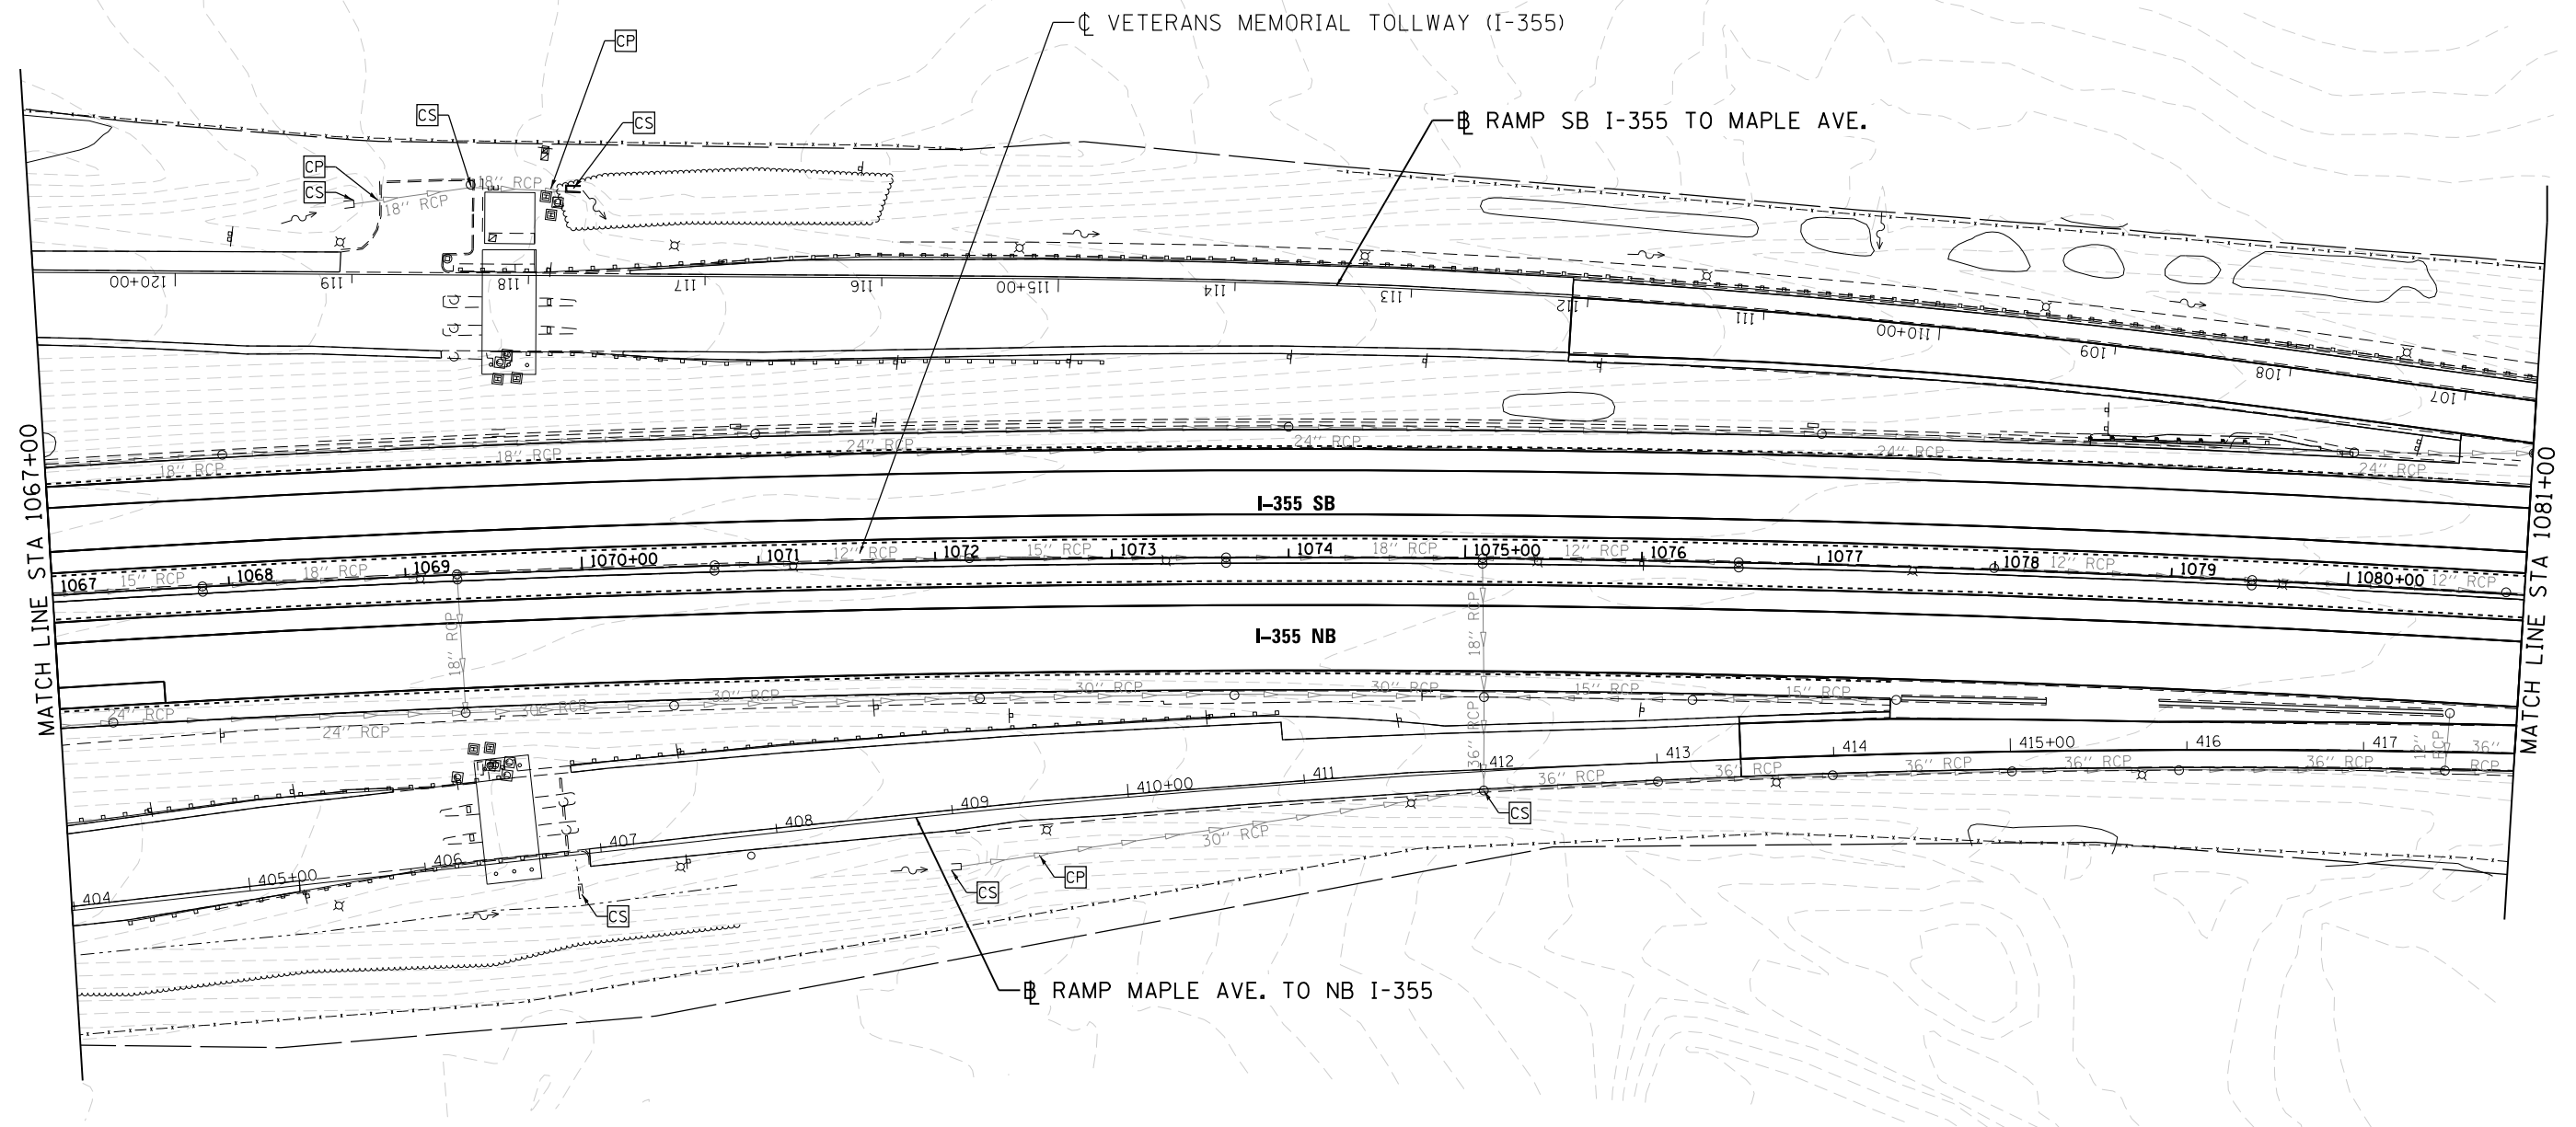 ℄ VETERANS MEMORIAL TOLLWAY (I-355)
CP
CS
CS
℔ RAMP SB I-355 TO MAPLE AVE.
CP
CS
18'' RCP
18'' RCP
120+00
119
118
117
116
115+00
114
113
112
111
110+00
109
108
107
MATCH LINE STA 1067+00
MATCH LINE STA 1081+00
18'' RCP
18'' RCP
24'' RCP
24'' RCP
24'' RCP
24'' RCP
I-355 SB
1067
15'' RCP
1068
18'' RCP
1069
1070+00
1071
12'' RCP
1072
15'' RCP
1073
1074
18'' RCP
1075+00
12'' RCP
1076
1077
1078
12'' RCP
1079
1080+00
12'' RCP
18'' RCP
18'' RCP
I-355 NB
24'' RCP
24'' RCP
30'' RCP
30'' RCP
30'' RCP
30'' RCP
15'' RCP
15'' RCP
36'' RCP
404
405+00
406
407
408
409
410+00
411
412
413
414
415+00
416
417
36'' RCP
36'' RCP
36'' RCP
36'' RCP
36'' RCP
12'' RCP
36'' RCP
30'' RCP
CS
CP
CS
CS
℔ RAMP MAPLE AVE. TO NB I-355